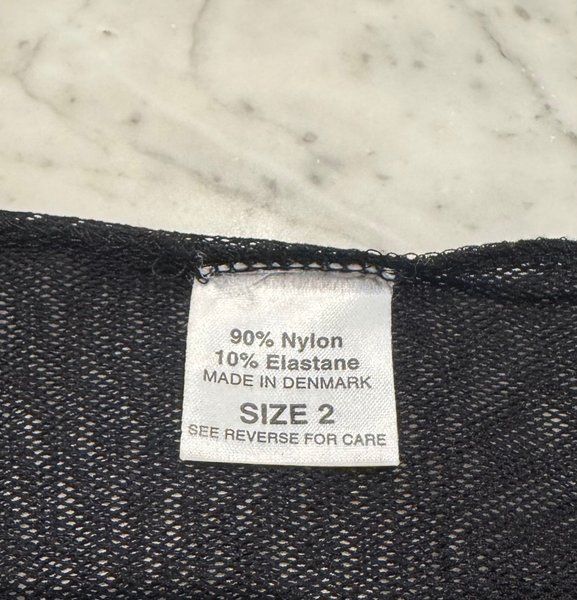 90% Nylon
10% Elastane
MADE IN DENMARK
SIZE 2
SEE REVERSE FOR CARE